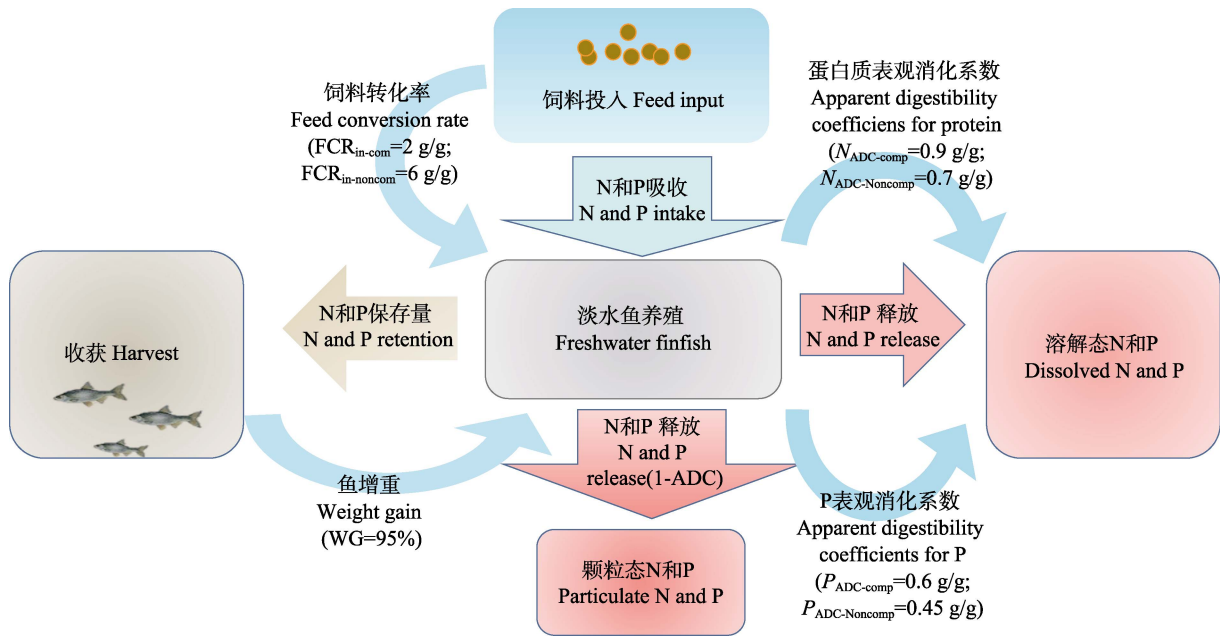 饲料投入 Feed input
饲料转化率
Feed conversion rate
(FCRin-com=2 g/g;
FCRin-noncom=6 g/g)
蛋白质表观消化系数
Apparent digestibility
coefficiens for protein
(NADC-comp=0.9 g/g;
NADC-Noncomp=0.7 g/g)
N和P吸收
N and P intake
收获 Harvest
N和P保存量
N and P retention
淡水鱼养殖
Freshwater finfish
N和P 释放
N and P release
溶解态N和P
Dissolved N and P
鱼增重
Weight gain
(WG=95%)
N和P 释放
N and P
release(1-ADC)
P表观消化系数
Apparent digestibility
coefficients for P
(PADC-comp=0.6 g/g;
PADC-Noncomp=0.45 g/g)
颗粒态N和P
Particulate N and P